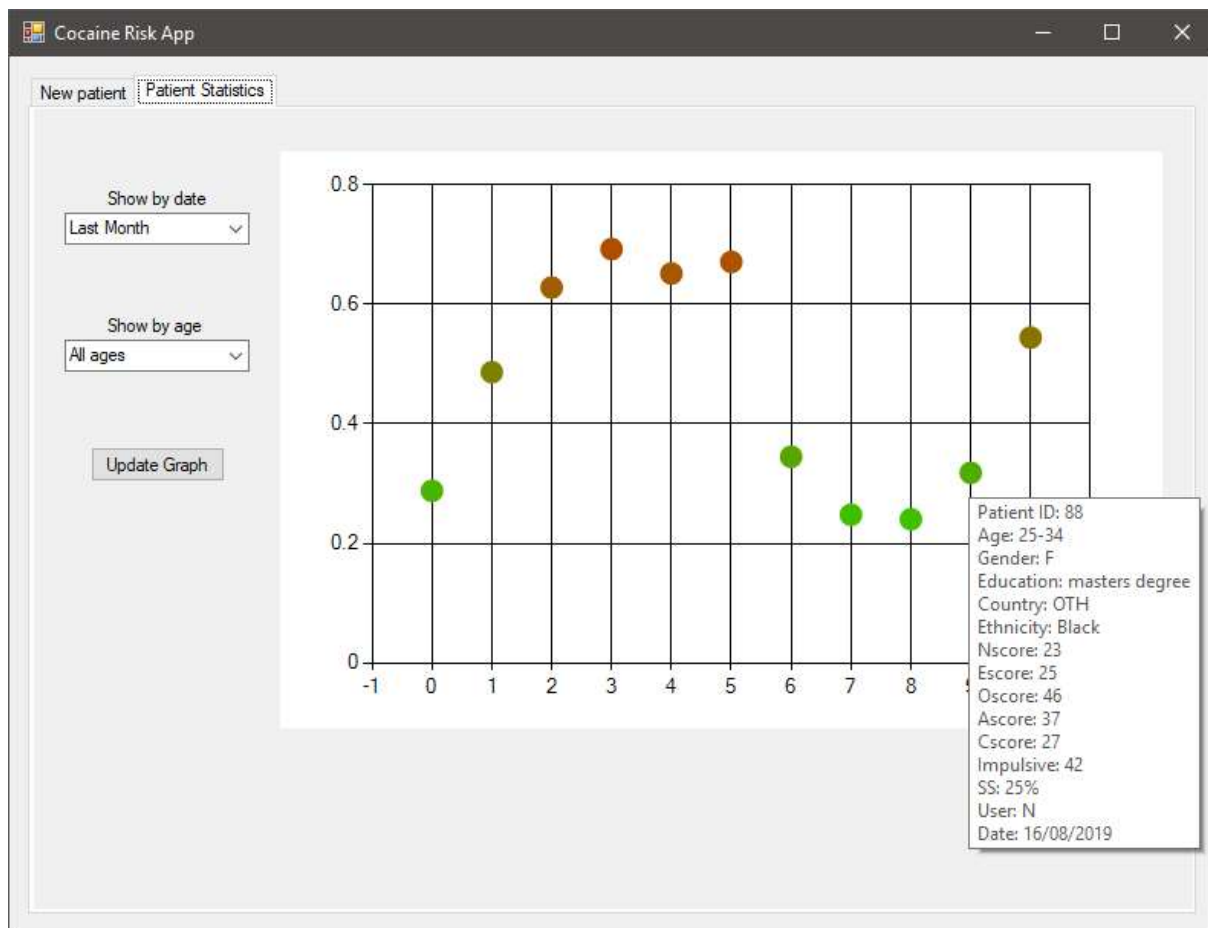 Cocaine Risk App
New patient
Patient Statistics
Show by date
Last Month
Show by age
All ages
Update Graph
0.8
0.6
0.4
0.2
0
-1 0 1 2 3 4 5 6 7 8
Patient ID: 88
Age: 25-34
Gender: F
Education: masters degree
Country: OTH
Ethnicity: Black
Nscore: 23
Escore: 25
Oscore: 46
Ascore: 37
Cscore: 27
Impulsive: 42
SS: 25%
User: N
Date: 16/08/2019